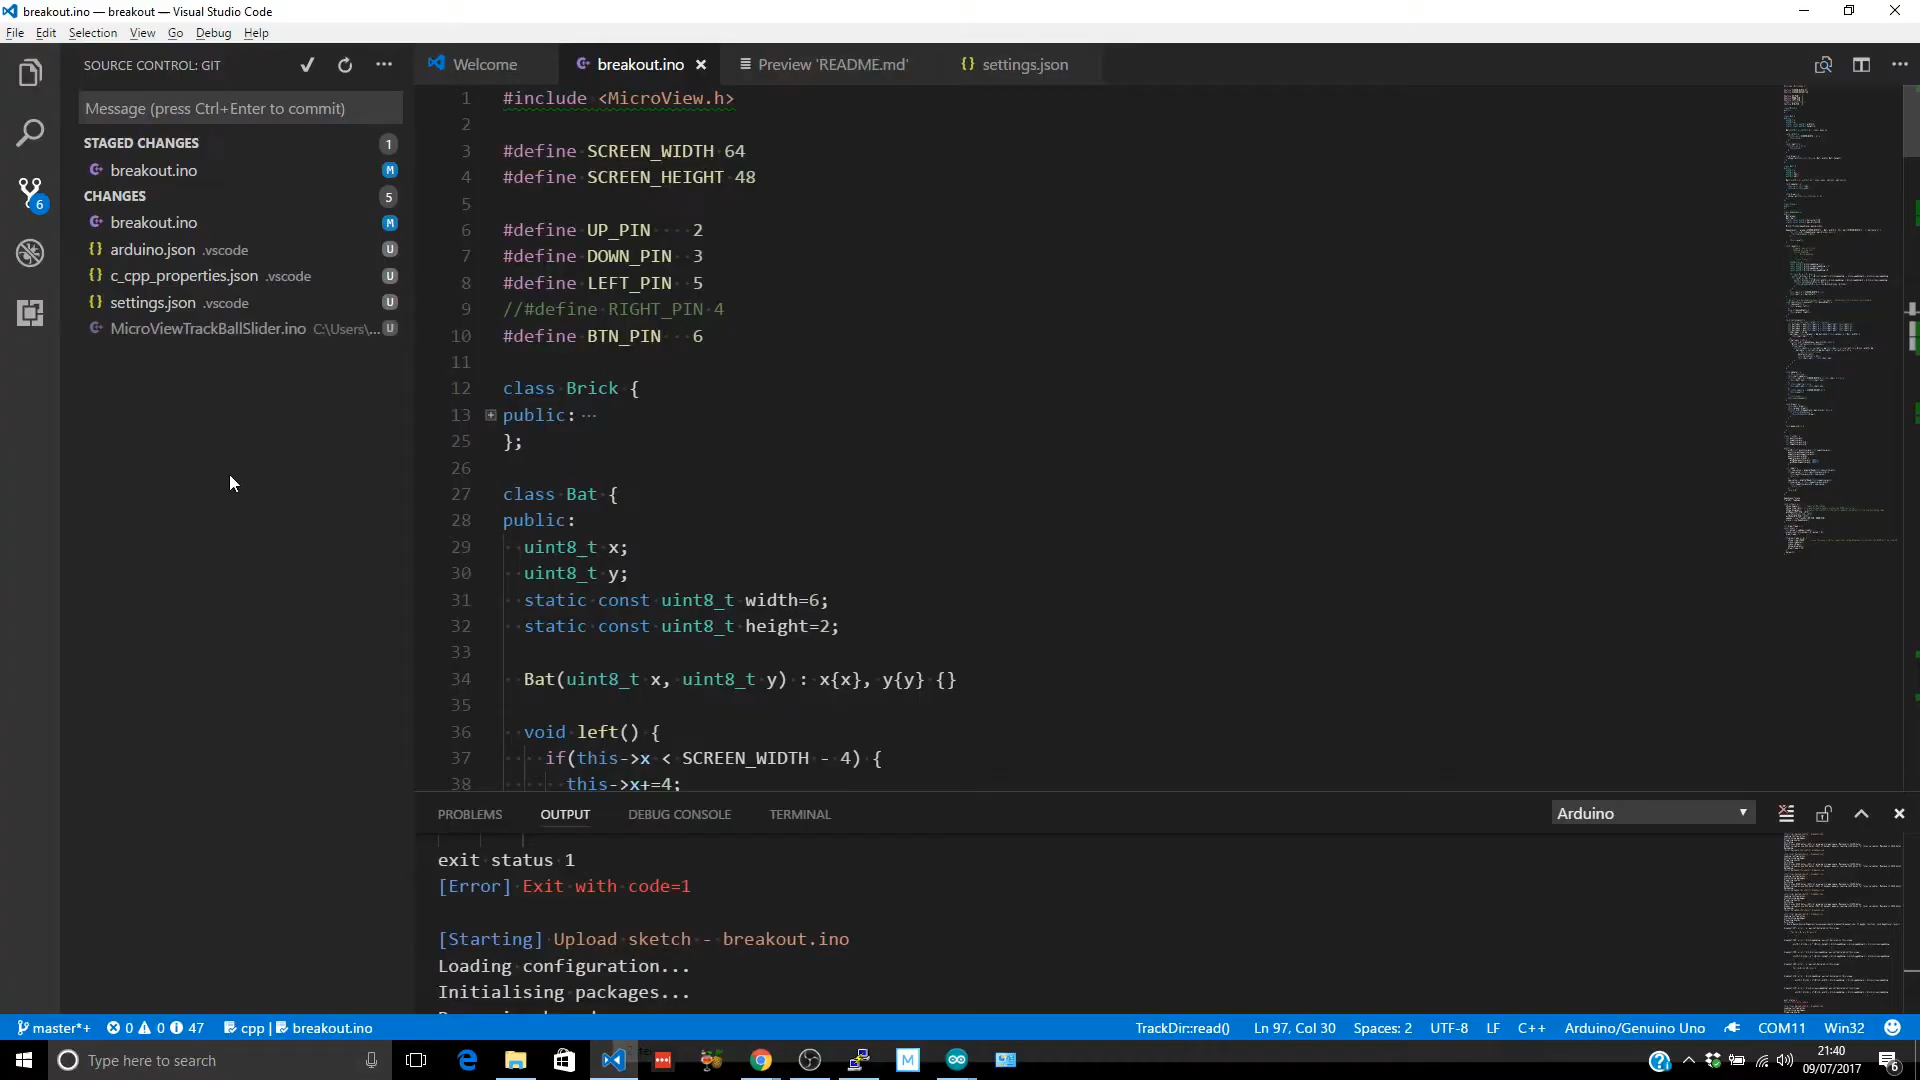 breakout.ino — breakout — Visual Studio Code
File Edit Selection View Go Debug Help
SOURCE CONTROL: GIT
Message (press Ctrl+Enter to commit)
STAGED CHANGES 1
breakout.ino M
CHANGES 5
breakout.ino M
arduino.json .vscode U
c_cpp_properties.json .vscode U
settings.json .vscode U
MicroViewTrackBallSlider.ino C:\Users\... U
6
Welcome breakout.ino Preview 'README.md' settings.json
1 #include <MicroView.h>
2
3 #define SCREEN_WIDTH 64
4 #define SCREEN_HEIGHT 48
5
6 #define UP_PIN 2
7 #define DOWN_PIN 3
8 #define LEFT_PIN 5
9 //#define RIGHT_PIN 4
10 #define BTN_PIN 6
11
12 class Brick {
13 public: ...
25 };
26
27 class Bat {
28 public:
29 uint8_t x;
30 uint8_t y;
31 static const uint8_t width=6;
32 static const uint8_t height=2;
33
34 Bat(uint8_t x, uint8_t y) : x{x}, y{y} {}
35
36 void left() {
37 if(this->x < SCREEN_WIDTH - 4) {
38 this->x+=4;
PROBLEMS OUTPUT DEBUG CONSOLE TERMINAL Arduino
exit status 1
[Error] Exit with code=1
[Starting] Upload sketch - breakout.ino
Loading configuration...
Initialising packages...
master*+ 0 0 47 cpp | breakout.ino TrackDir::read() Ln 97, Col 30 Spaces: 2 UTF-8 LF C++ Arduino/Genuino Uno COM11 Win32
Type here to search
21:40
09/07/2017
6